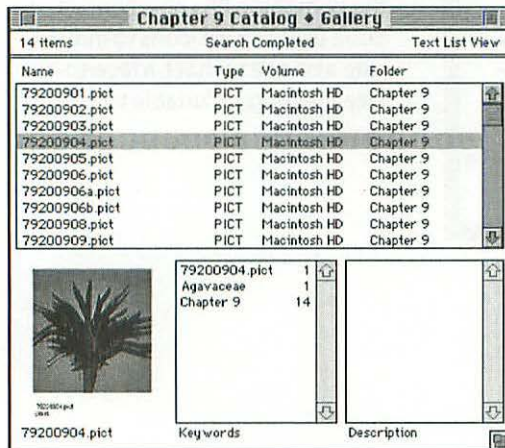 Chapter 9 Catalog ◆ Gallery
14 items Search Completed Text List View
Name Type Volume Folder
79200901.pict PICT Macintosh HD Chapter 9
79200902.pict PICT Macintosh HD Chapter 9
79200903.pict PICT Macintosh HD Chapter 9
79200904.pict PICT Macintosh HD Chapter 9
79200905.pict PICT Macintosh HD Chapter 9
79200906.pict PICT Macintosh HD Chapter 9
79200906a.pict PICT Macintosh HD Chapter 9
79200906b.pict PICT Macintosh HD Chapter 9
79200908.pict PICT Macintosh HD Chapter 9
79200909.pict PICT Macintosh HD Chapter 9
79200904.pict 1
Agavaceae 1
Chapter 9 14
79200904.pict
79200904.pict Keywords Description